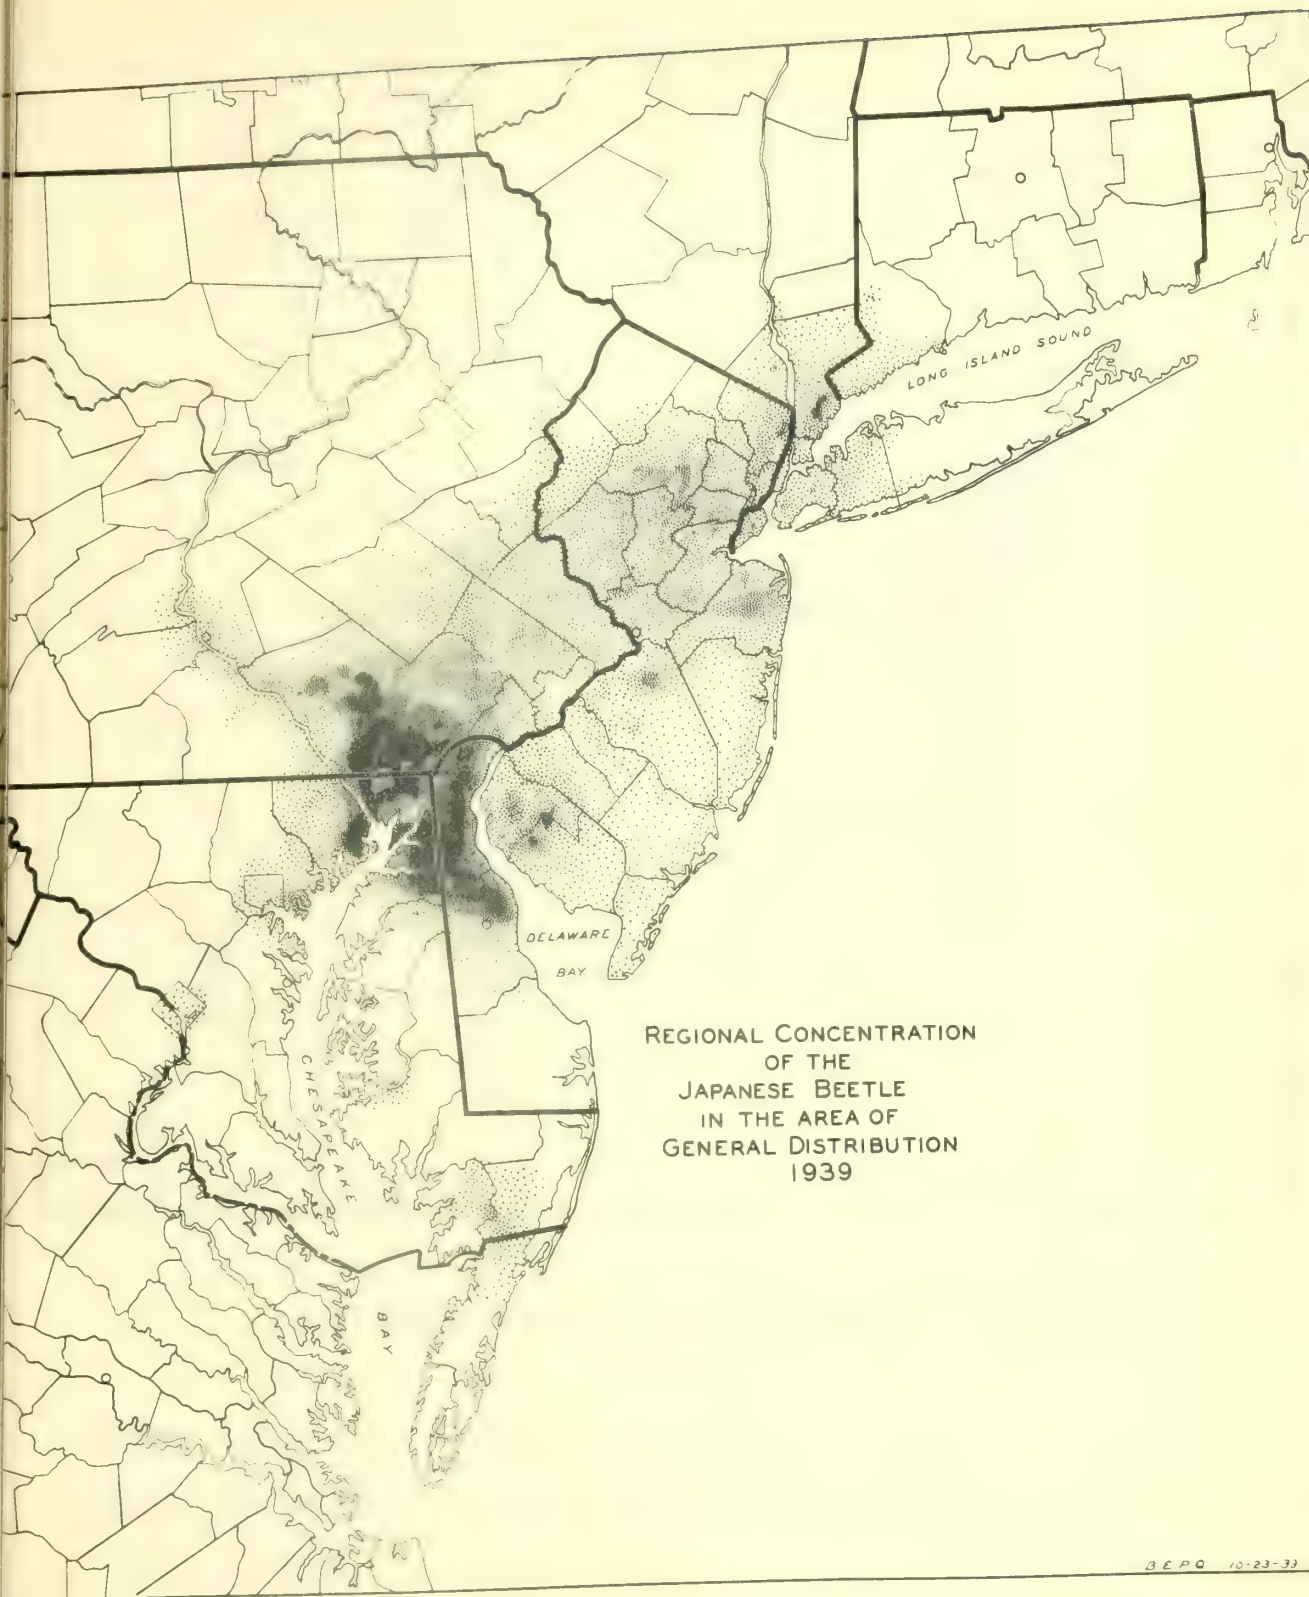 LONG ISLAND SOUND
DELAWARE
BAY
REGIONAL CONCENTRATION
OF THE
JAPANESE BEETLE
IN THE AREA OF
GENERAL DISTRIBUTION
1939
CHESAPEAKE
BAY
BEPQ 10-23-39